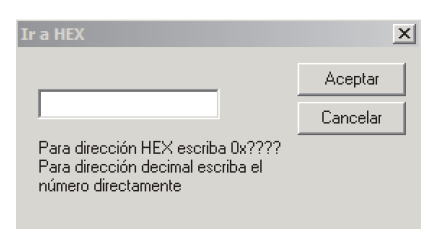 Ir a HEX
Aceptar
Cancelar
Para dirección HEX escriba 0x????
Para dirección decimal escriba el
número directamente